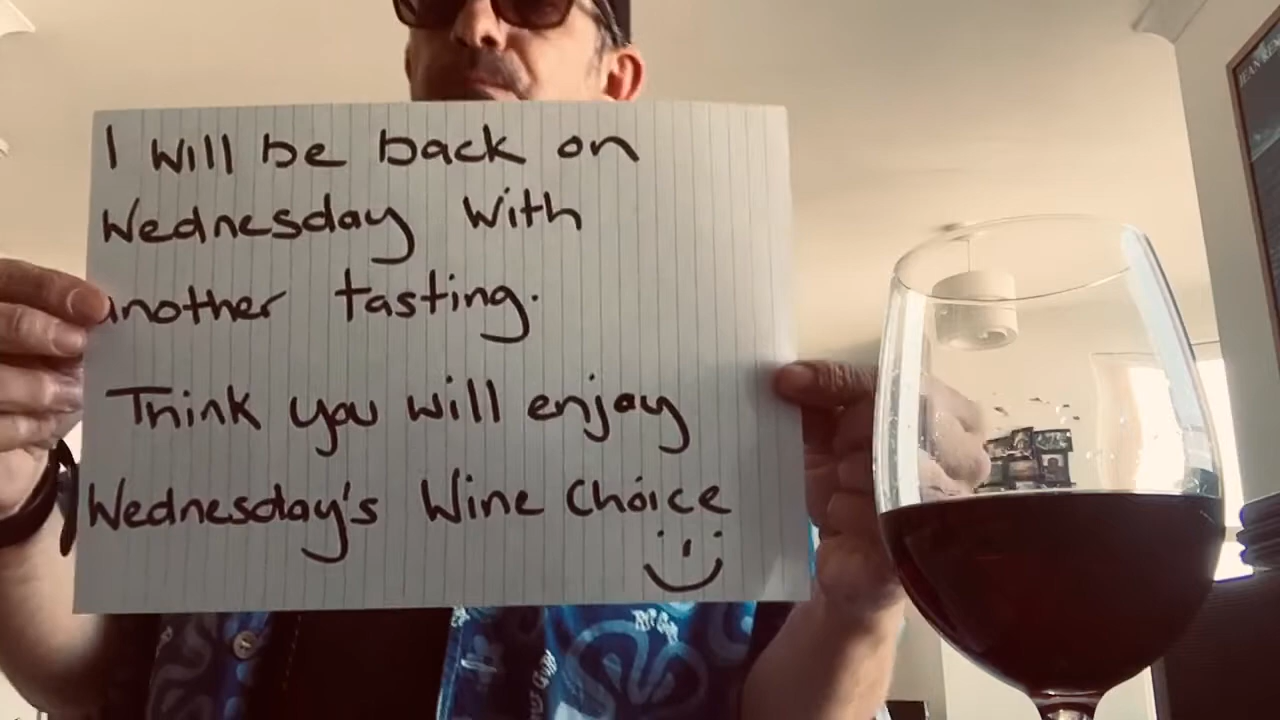 I will be back on
Wednesday with
another tasting.
Think you will enjoy
Wednesday's Wine Choice